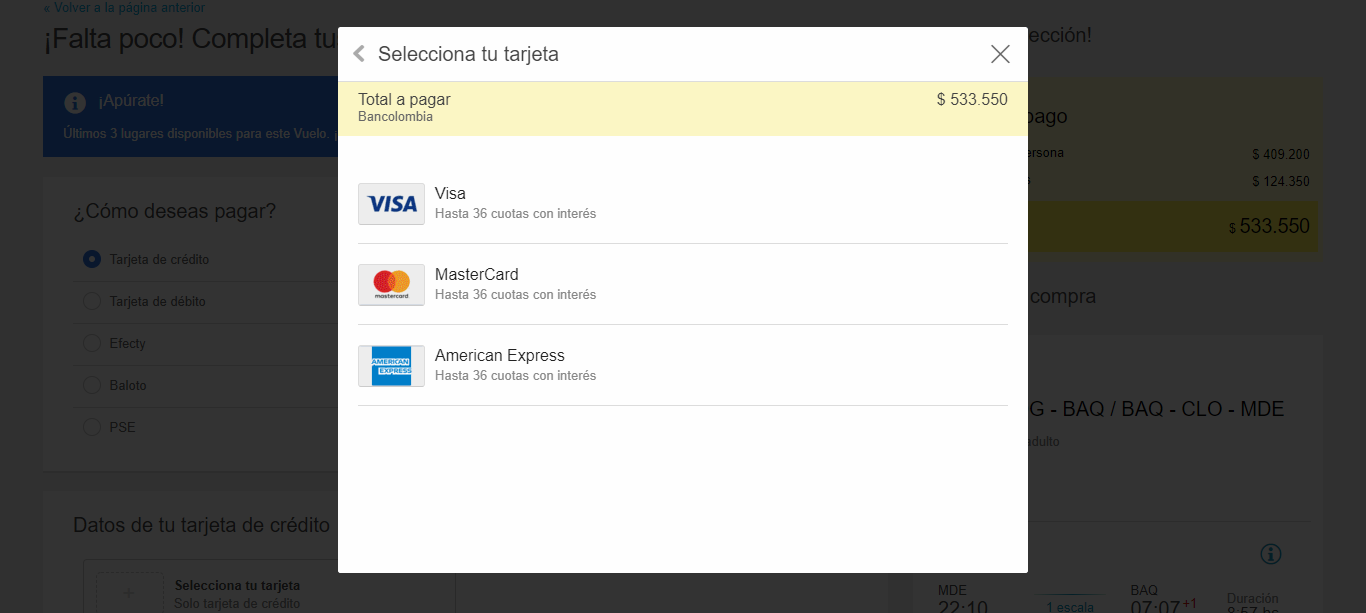 « Volver a la página anterior
¡Falta poco! Completa tu
ección!
¡Apúrate!
Últimos 3 lugares disponibles para este Vuelo.
¿Cómo deseas pagar?
Tarjeta de crédito
Tarjeta de débito
Efecty
Baloto
PSE
Datos de tu tarjeta de crédito
Selecciona tu tarjeta
Solo tarjeta de crédito
Selecciona tu tarjeta
Total a pagar
$ 533.550
Bancolombia
VISA
Visa
Hasta 36 cuotas con interés
mastercard
MasterCard
Hasta 36 cuotas con interés
AMERICAN
EXPRESS
American Express
Hasta 36 cuotas con interés
pago
ersona
$ 409.200
s
$ 124.350
$ 533.550
compra
G - BAQ / BAQ - CLO - MDE
adulto
MDE
BAQ
Duración
22:10
1 escala
07:07 +1
8:57 hs